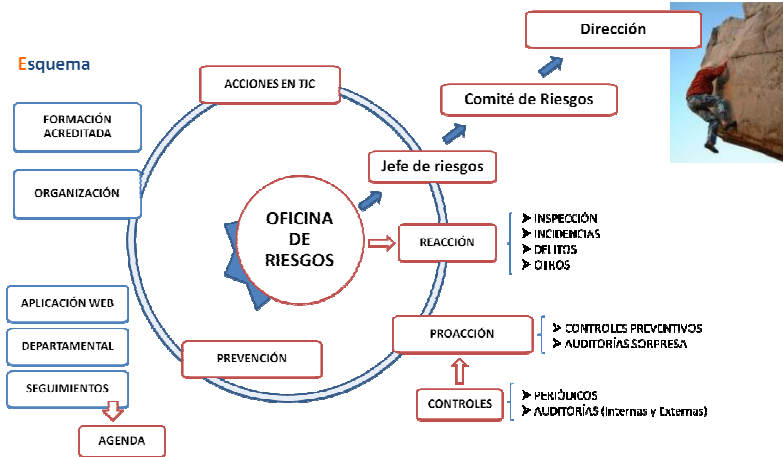 Esquema
Dirección
Comité de Riesgos
Jefe de riesgos
ACCIONES EN TIC
FORMACIÓN
ACREDITADA
ORGANIZACIÓN
OFICINA
DE
RIESGOS
REACCIÓN
INSPECCIÓN
INCIDENCIAS
DELITOS
OTROS
APLICACIÓN WEB
DEPARTAMENTAL
SEGUIMIENTOS
AGENDA
PREVENCIÓN
PROACCIÓN
CONTROLES PREVENTIVOS
AUDITORÍAS SORPRESA
CONTROLES
PERIÓDICOS
AUDITORÍAS (Internas y Externas)